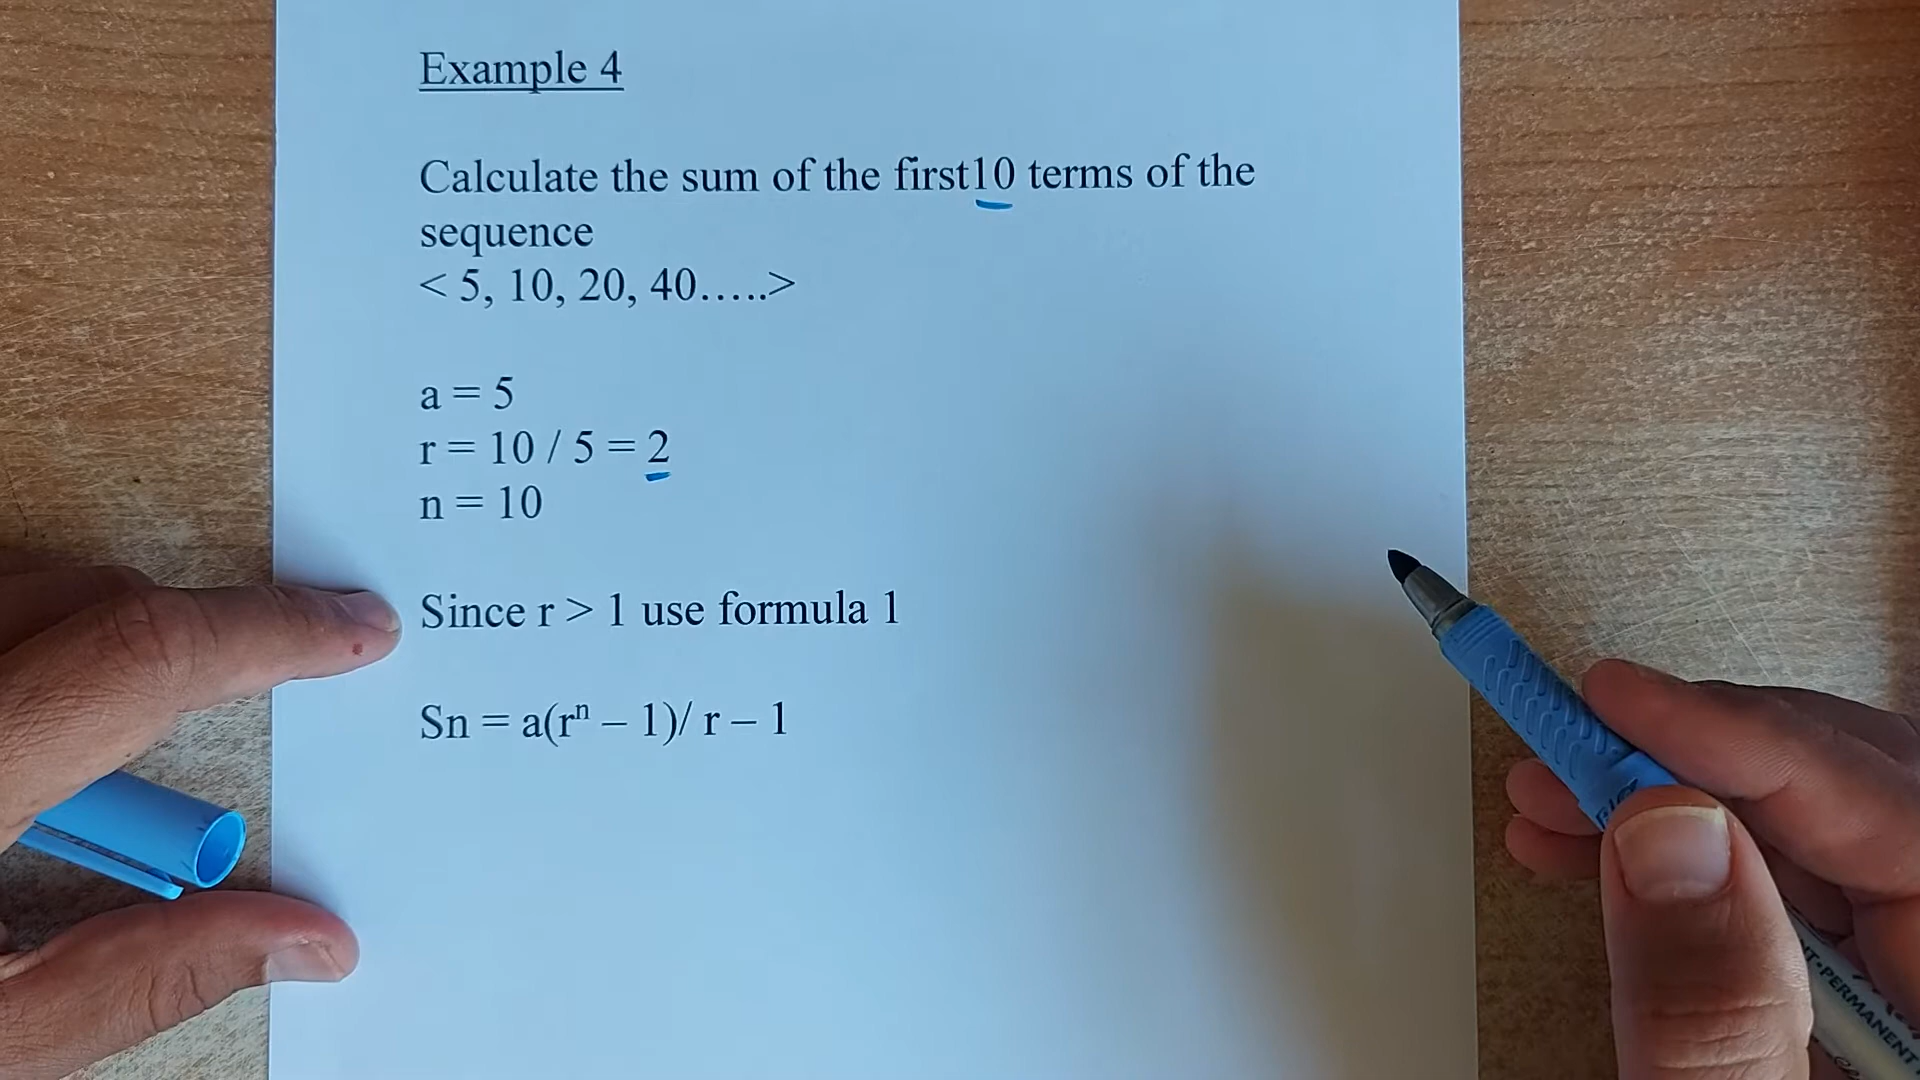 Example 4
Calculate the sum of the first10 terms of the
sequence
< 5, 10, 20, 40…..>
a = 5
r = 10 / 5 = 2
n = 10
Since r > 1 use formula 1
Sn = a(rⁿ – 1)/ r – 1